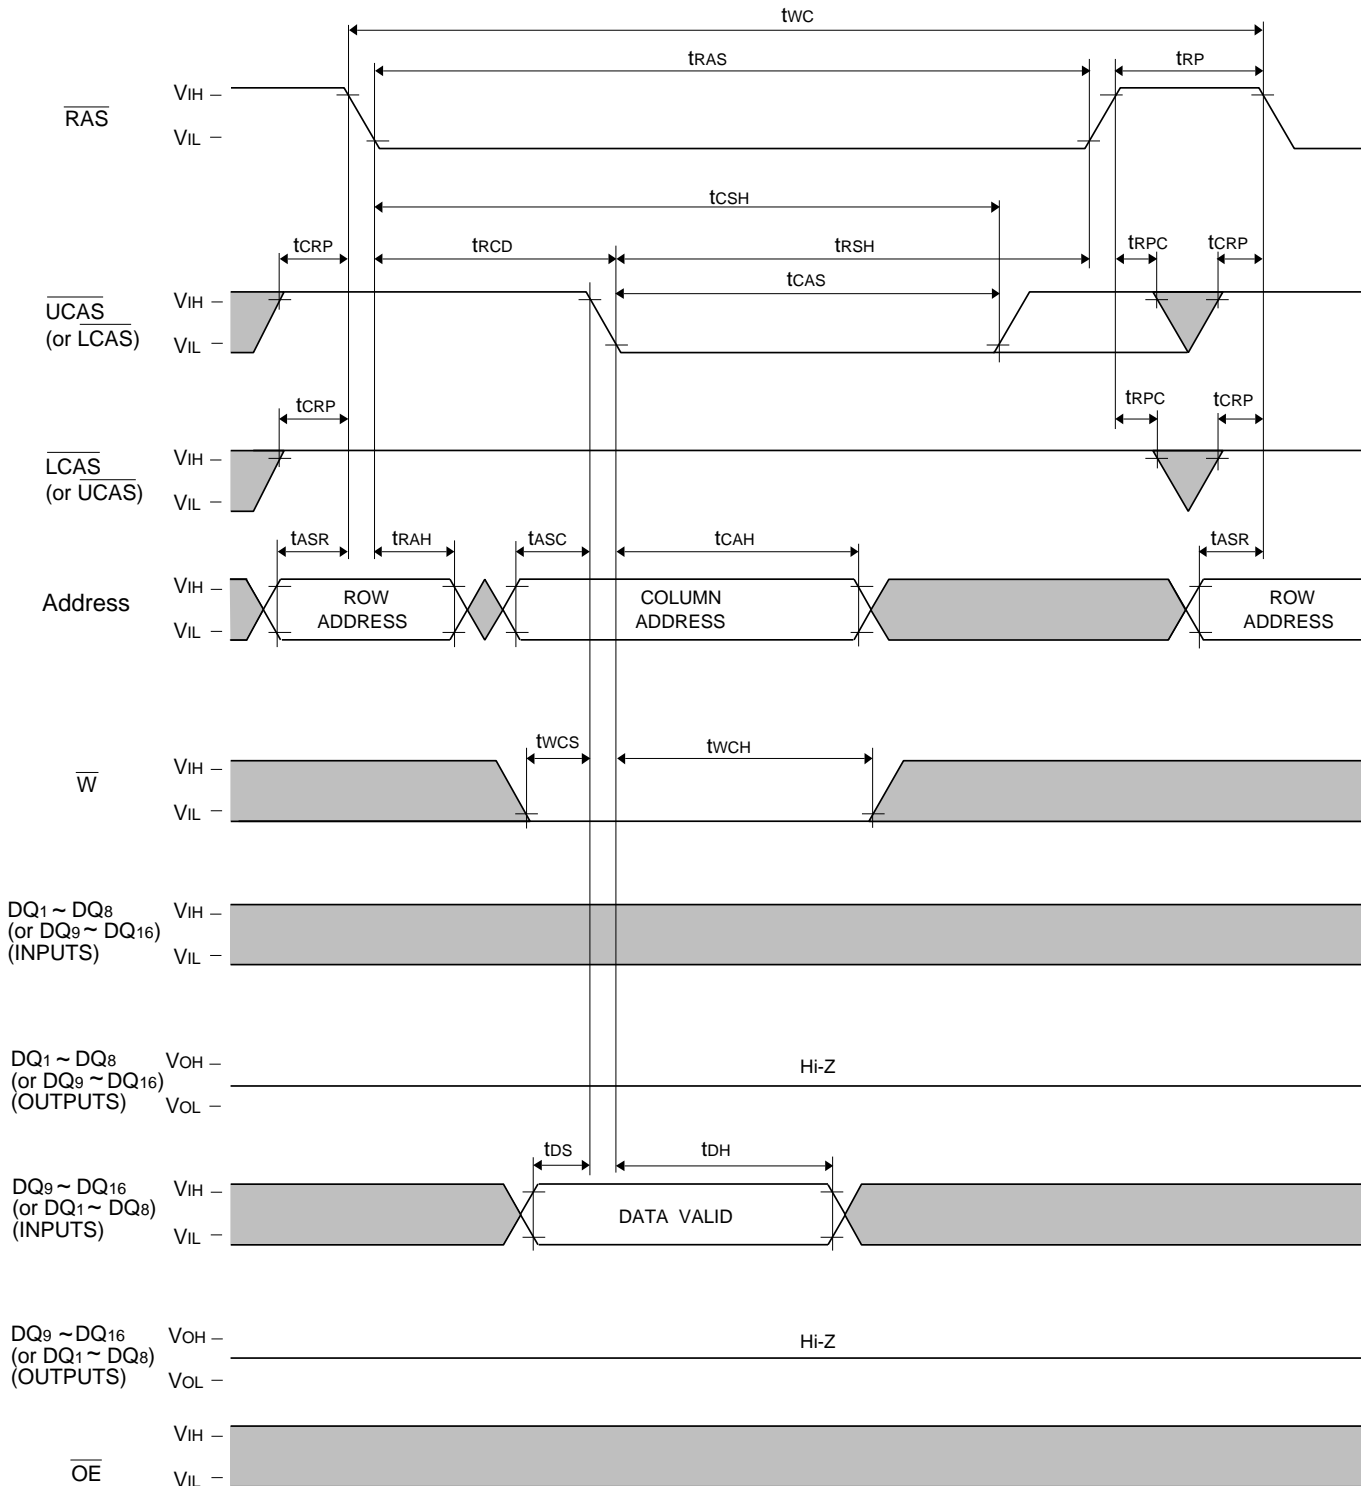 tWC
tRAS
tRP
RAS
VIH –
VIL –
tCSH
tCRP
tRCD
tRSH
tRPC
tCRP
tCAS
UCAS
(or LCAS)
VIH –
VIL –
tCRP
tRPC
tCRP
LCAS
(or UCAS)
VIH –
VIL –
tASR
tRAH
tASC
tCAH
tASR
Address
VIH –
VIL –
ROW
ADDRESS
COLUMN
ADDRESS
ROW
ADDRESS
tWCS
tWCH
W
VIH –
VIL –
DQ1 ~ DQ8
(or DQ9 ~ DQ16)
(INPUTS)
VIH –
VIL –
DQ1 ~ DQ8
(or DQ9 ~ DQ16)
(OUTPUTS)
VOH –
VOL –
Hi-Z
tDS
tDH
DQ9 ~ DQ16
(or DQ1 ~ DQ8)
(INPUTS)
VIH –
VIL –
DATA VALID
DQ9 ~ DQ16
(or DQ1 ~ DQ8)
(OUTPUTS)
VOH –
VOL –
Hi-Z
OE
VIH –
VIL –